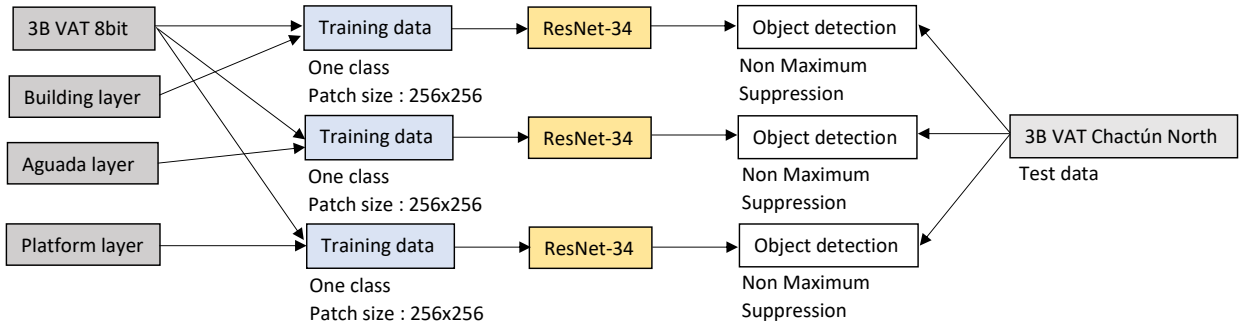 3B VAT 8bit
Training data
ResNet-34
Object detection
One class
Patch size : 256x256
Non Maximum
Suppression
Building layer
Training data
ResNet-34
Object detection
One class
Patch size : 256x256
Non Maximum
Suppression
Aguada layer
3B VAT Chactún North
Test data
Platform layer
Training data
ResNet-34
Object detection
One class
Patch size : 256x256
Non Maximum
Suppression